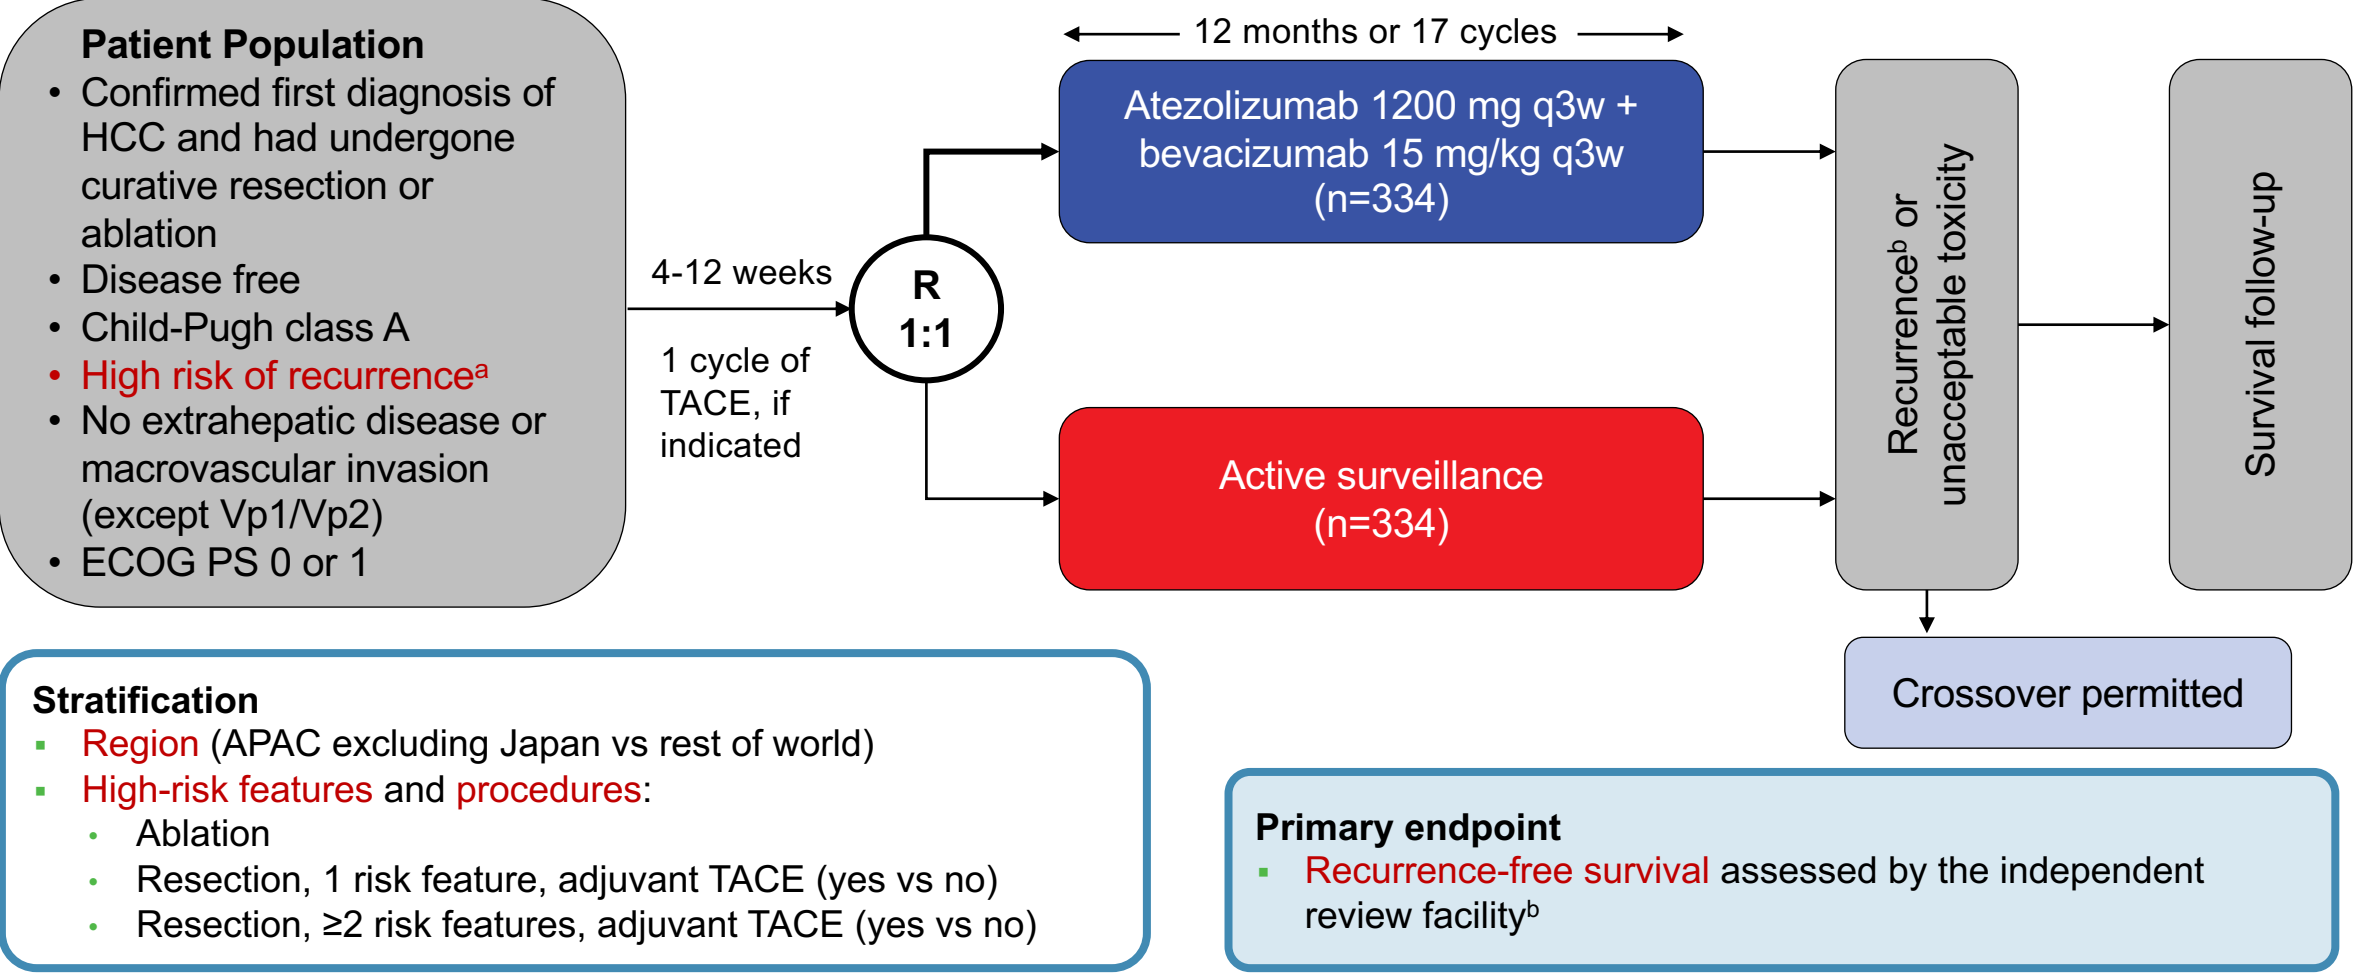 Patient Population
• Confirmed first diagnosis of
HCC and had undergone
curative resection or
ablation
• Disease free
• Child-Pugh class A
• High risk of recurrenceᵃ
• No extrahepatic disease or
macrovascular invasion
(except Vp1/Vp2)
• ECOG PS 0 or 1
4-12 weeks
1 cycle of
TACE, if
indicated
R
1:1
12 months or 17 cycles
Atezolizumab 1200 mg q3w +
bevacizumab 15 mg/kg q3w
(n=334)
Active surveillance
(n=334)
Recurrenceᵇ or
unacceptable toxicity
Survival follow-up
Crossover permitted
Stratification
▪ Region (APAC excluding Japan vs rest of world)
▪ High-risk features and procedures:
• Ablation
• Resection, 1 risk feature, adjuvant TACE (yes vs no)
• Resection, ≥2 risk features, adjuvant TACE (yes vs no)
Primary endpoint
▪ Recurrence-free survival assessed by the independent
review facilityᵇ